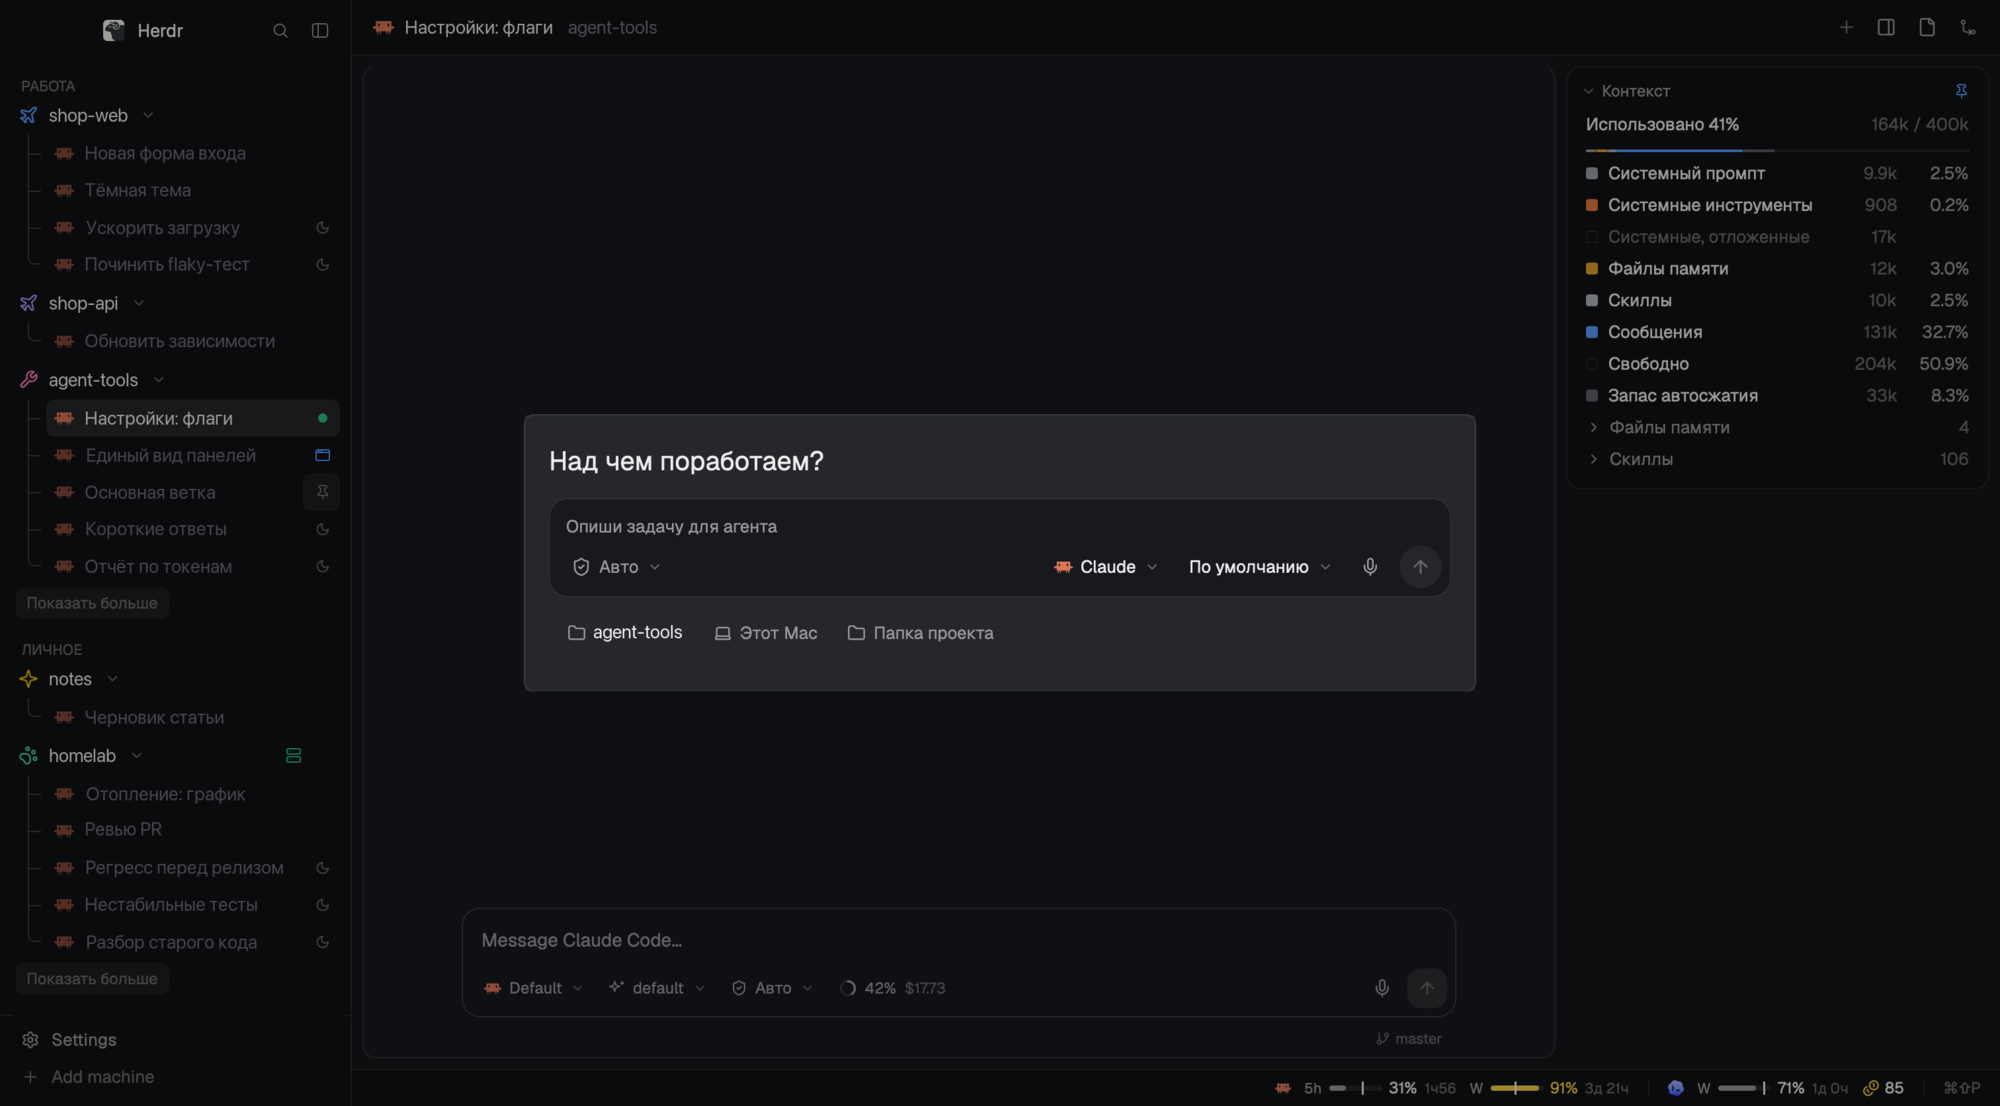 Herdr
РАБОТА
shop-web
Новая форма входа
Тёмная тема
Ускорить загрузку
Починить flaky-тест
shop-api
Обновить зависимости
agent-tools
Настройки: флаги
Единый вид панелей
Основная ветка
Короткие ответы
Отчёт по токенам
Показать больше
ЛИЧНОЕ
notes
Черновик статьи
homelab
Отопление: график
Ревью PR
Регресс перед релизом
Нестабильные тесты
Разбор старого кода
Показать больше
Settings
Add machine
Настройки: флаги agent-tools
Над чем поработаем?
Опиши задачу для агента
Авто Claude По умолчанию
agent-tools Этот Mac Папка проекта
Message Claude Code...
Default default Авто 42% $17.73
master
Контекст
Использовано 41% 164k / 400k
Системный промпт 9.9k 2.5%
Системные инструменты 908 0.2%
Системные, отложенные 17k
Файлы памяти 12k 3.0%
Скиллы 10k 2.5%
Сообщения 131k 32.7%
Свободно 204k 50.9%
Запас автосжатия 33k 8.3%
Файлы памяти 4
Скиллы 106
5h 31% 1ч56 W 91% 3д 21ч W 71% 1д 0ч 85 ⌘⇧P